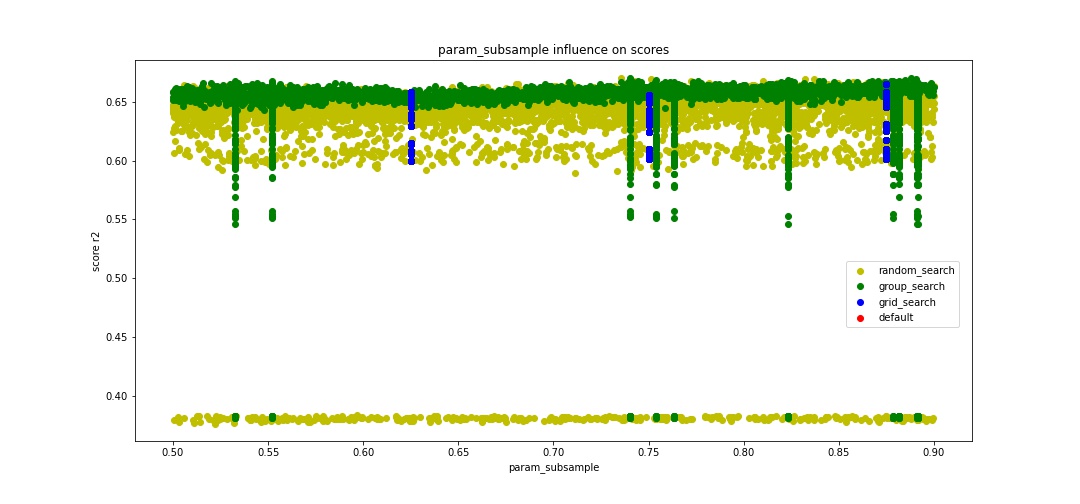 param_subsample influence on scores
score r2
0.65
0.60
0.55
0.50
0.45
0.40
random_search
group_search
grid_search
default
0.50 0.55 0.60 0.65 0.70 0.75 0.80 0.85 0.90
param_subsample